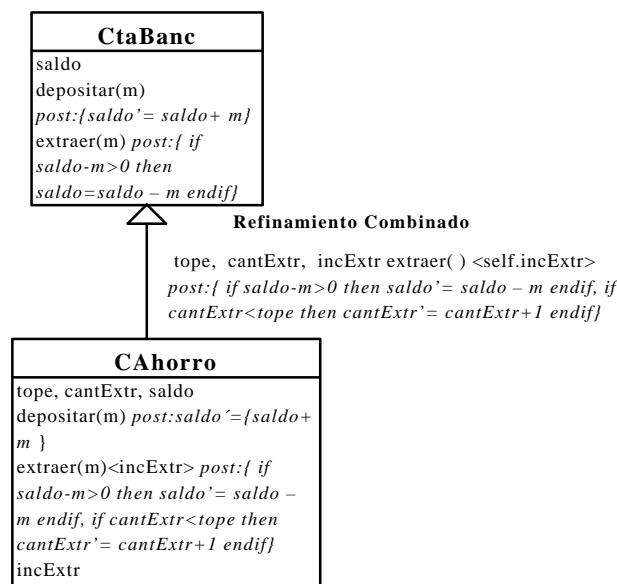 CtaBanc
saldo
depositar(m)
post:{saldo’= saldo+ m}
extraer(m) post:{ if
saldo-m>0 then
saldo=saldo – m endif}
Refinamiento Combinado
tope, cantExtr, incExtr extraer( ) <self.incExtr>
post:{ if saldo-m>0 then saldo’= saldo – m endif, if
cantExtr<tope then cantExtr’= cantExtr+1 endif}
CAhorro
tope, cantExtr, saldo
depositar(m) post:saldo´={saldo+
m }
extraer(m)<incExtr> post:{ if
saldo-m>0 then saldo’= saldo –
m endif, if cantExtr<tope then
cantExtr’= cantExtr+1 endif}
incExtr